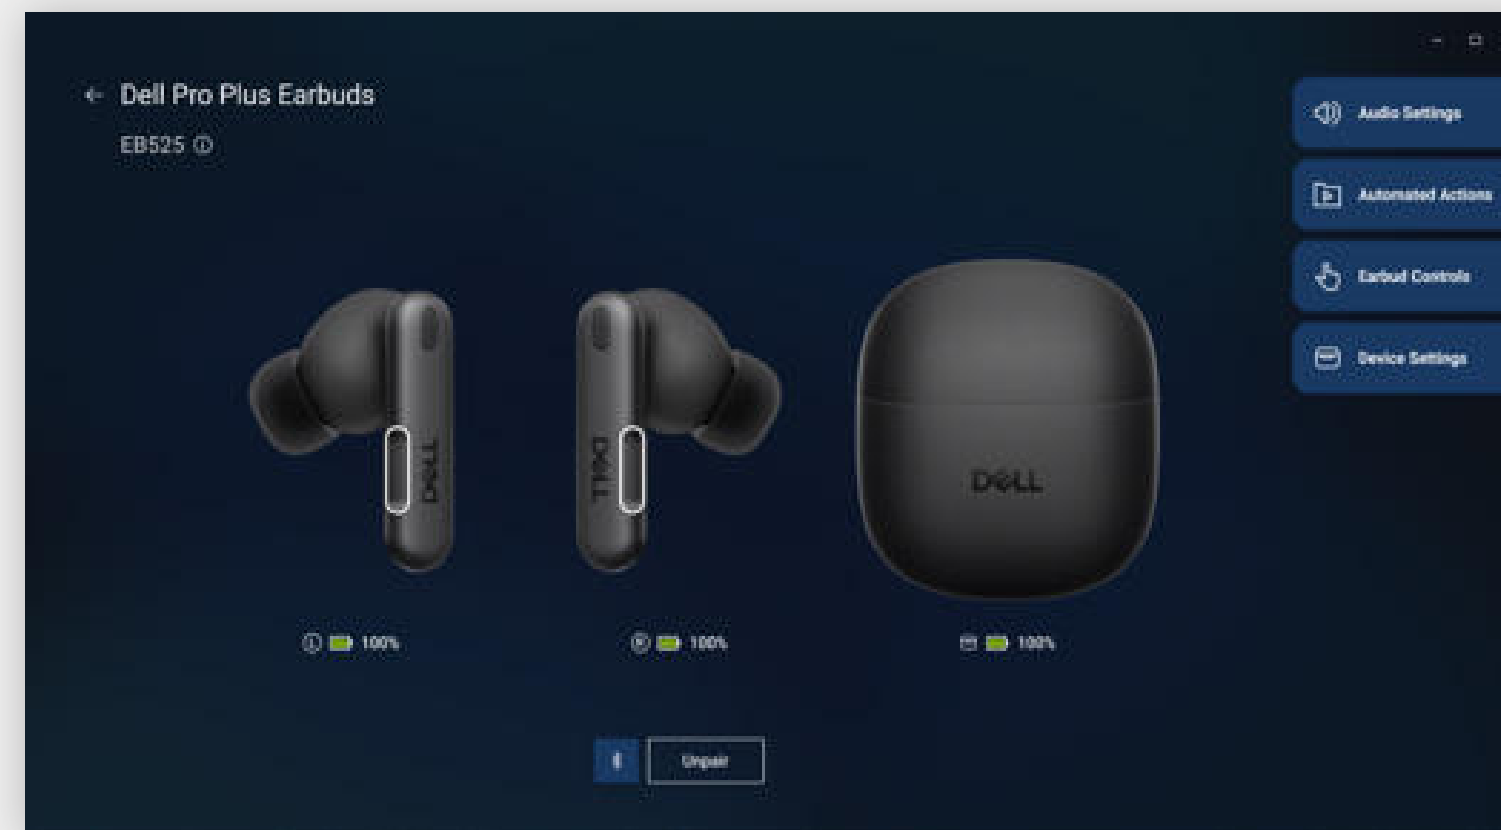 Dell Pro Plus Earbuds
EB525
Audio Settings
Automated Actions
Earbud Controls
Device Settings
DELL
DELL
DELL
100%
100%
100%
Unpair